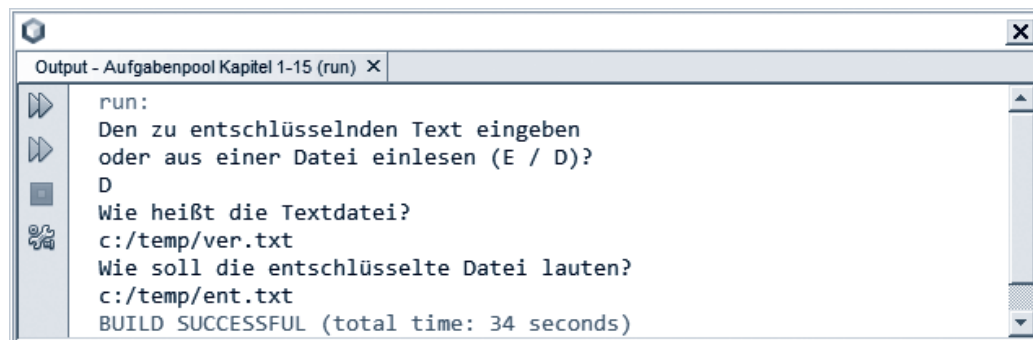 Output - Aufgabenpool Kapitel 1-15 (run)
run:
Den zu entschlüsselnden Text eingeben
oder aus einer Datei einlesen (E / D)?
D
Wie heißt die Textdatei?
c:/temp/ver.txt
Wie soll die entschlüsselte Datei lauten?
c:/temp/ent.txt
BUILD SUCCESSFUL (total time: 34 seconds)